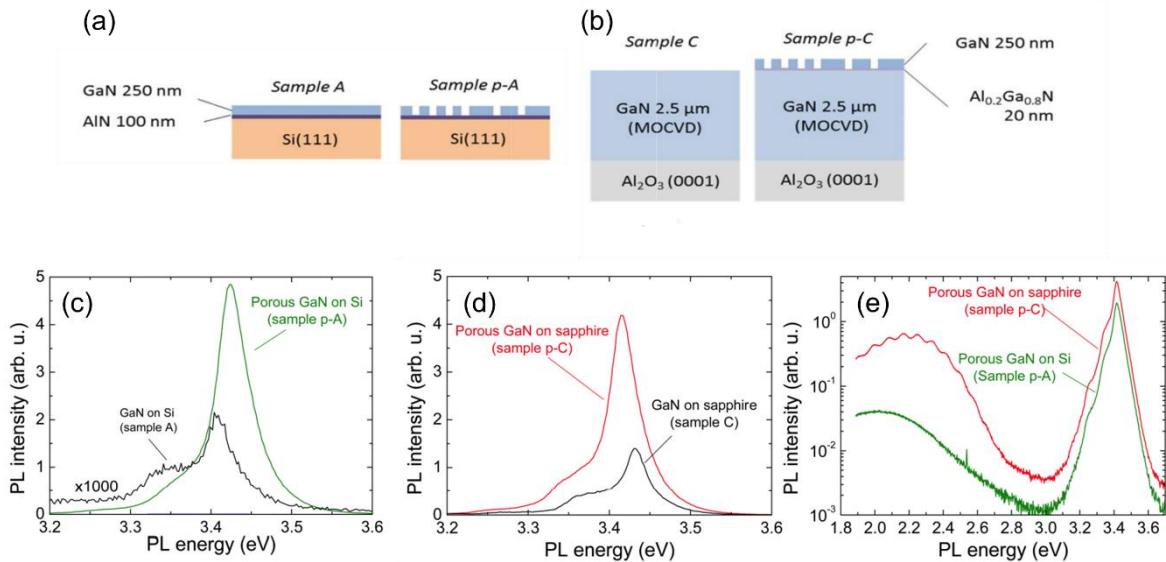 (a)
Sample A
Sample p-A
GaN 250 nm
AlN 100 nm
Si(111)
Si(111)
(b)
Sample C
Sample p-C
GaN 250 nm
GaN 2.5 µm
(MOCVD)
GaN 2.5 µm
(MOCVD)
Al0.2Ga0.8N
20 nm
Al2O3 (0001)
Al2O3 (0001)
(c)
PL intensity (arb. u.)
5
4
3
2
1
0
Porous GaN on Si
(sample p-A)
GaN on Si
(sample A)
x1000
3.2 3.3 3.4 3.5 3.6
PL energy (eV)
(d)
PL intensity (arb. u.)
5
4
3
2
1
0
Porous GaN on sapphire
(sample p-C)
GaN on sapphire
(sample C)
3.2 3.3 3.4 3.5 3.6
PL energy (eV)
(e)
PL intensity (arb. u.)
10^0
10^-1
10^-2
10^-3
Porous GaN on sapphire
(sample p-C)
Porous GaN on Si
(Sample p-A)
1.8 2.0 2.2 2.4 2.6 2.8 3.0 3.2 3.4 3.6
PL energy (eV)